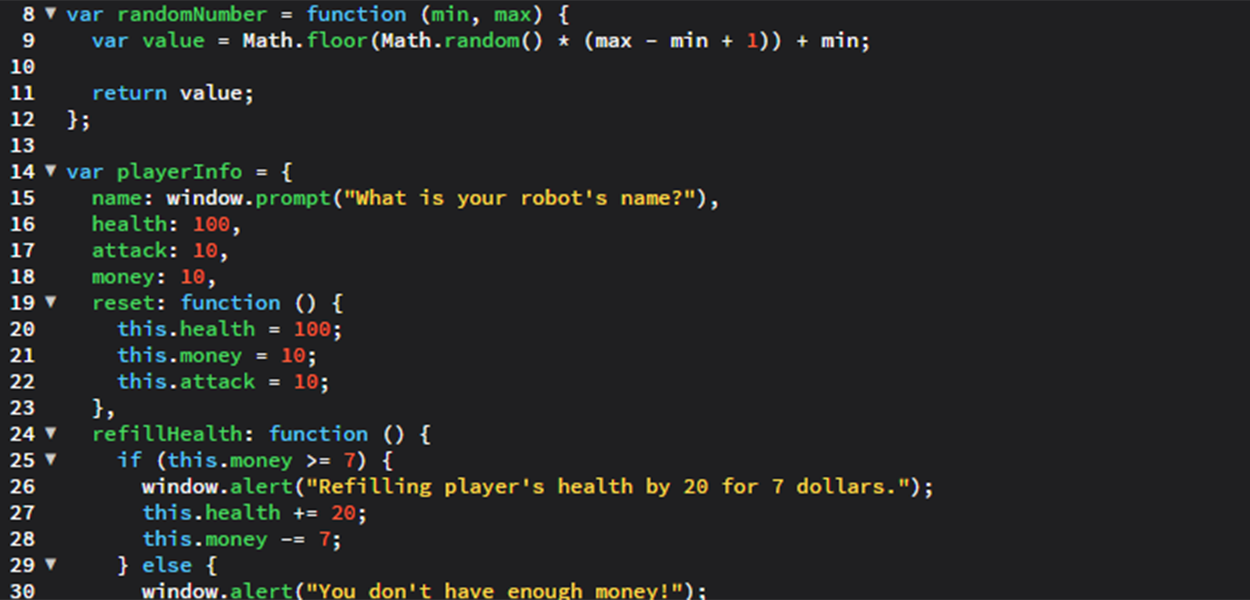 8 ▼ var randomNumber = function (min, max) {
9     var value = Math.floor(Math.random() * (max - min + 1)) + min;
10
11     return value;
12   };
13
14 ▼ var playerInfo = {
15     name: window.prompt("What is your robot's name?"),
16     health: 100,
17     attack: 10,
18     money: 10,
19 ▼   reset: function () {
20       this.health = 100;
21       this.money = 10;
22       this.attack = 10;
23     },
24 ▼   refillHealth: function () {
25 ▼     if (this.money >= 7) {
26         window.alert("Refilling player's health by 20 for 7 dollars.");
27         this.health += 20;
28         this.money -= 7;
29 ▼     } else {
30         window.alert("You don't have enough money!");